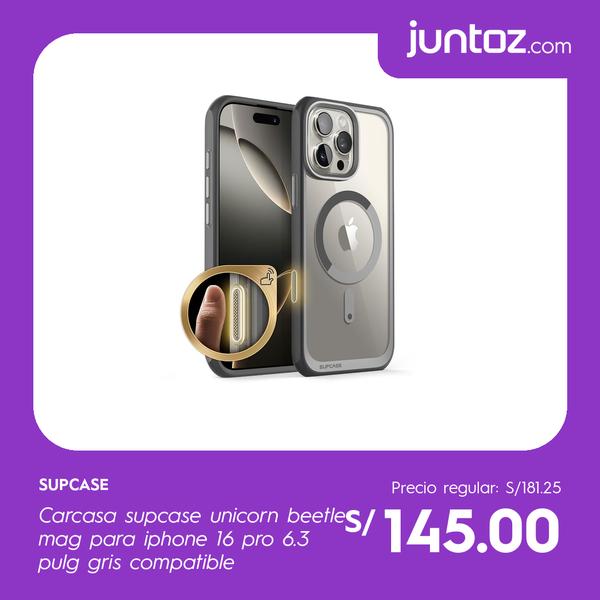 juntoz.com
SUPCASE
SUPCASE
Precio regular: S/181.25
Carcasa supcase unicorn beetle
mag para iphone 16 pro 6.3
pulg gris compatible
S/145.00